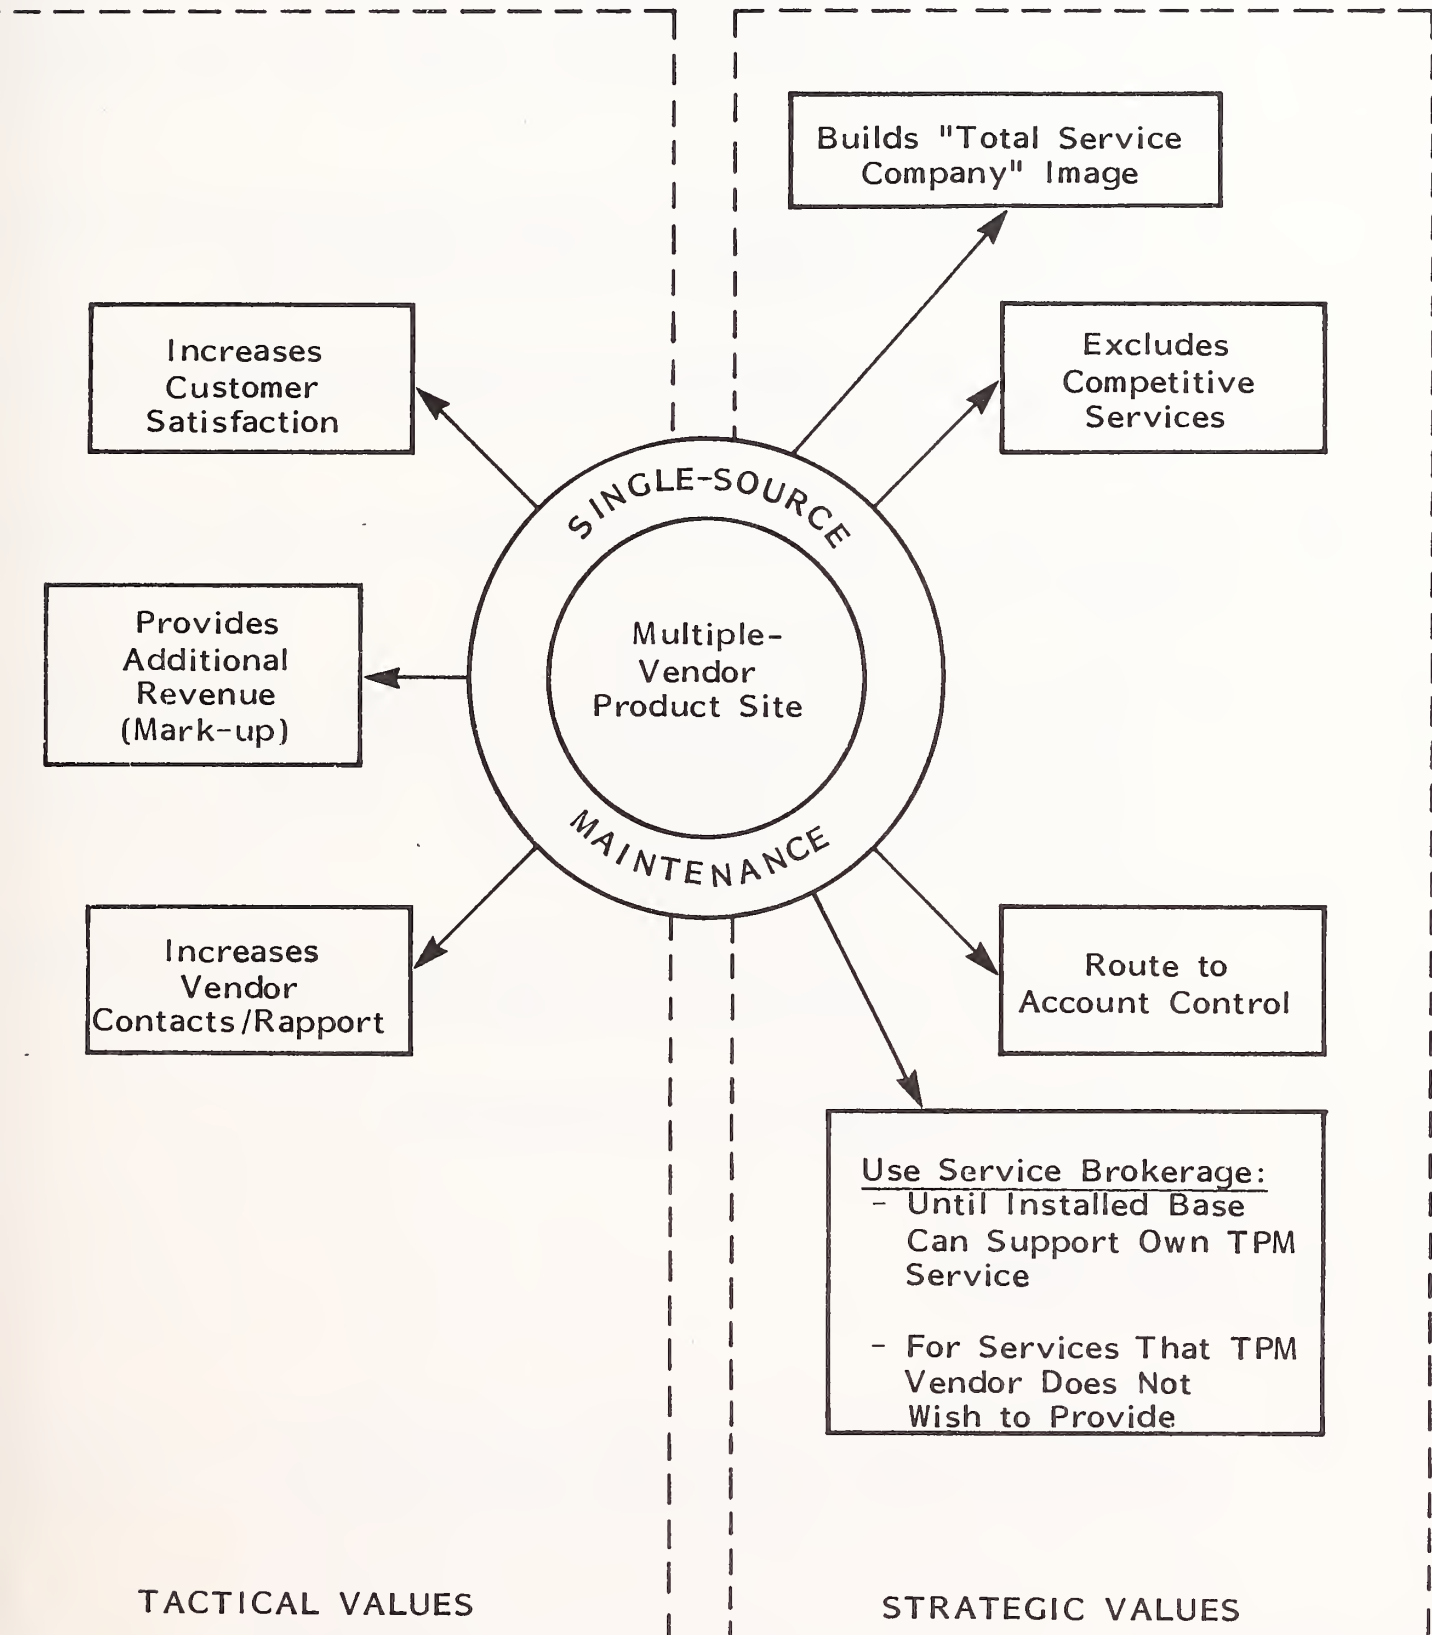 Builds "Total Service
Company" Image
Increases
Customer
Satisfaction
Excludes
Competitive
Services
SINGLE-SOURCE
MAINTENANCE
Multiple-
Vendor
Product Site
Provides
Additional
Revenue
(Mark-up)
Increases
Vendor
Contacts/Rapport
Route to
Account Control
Use Service Brokerage:
- Until Installed Base
Can Support Own TPM
Service
- For Services That TPM
Vendor Does Not
Wish to Provide
TACTICAL VALUES
STRATEGIC VALUES